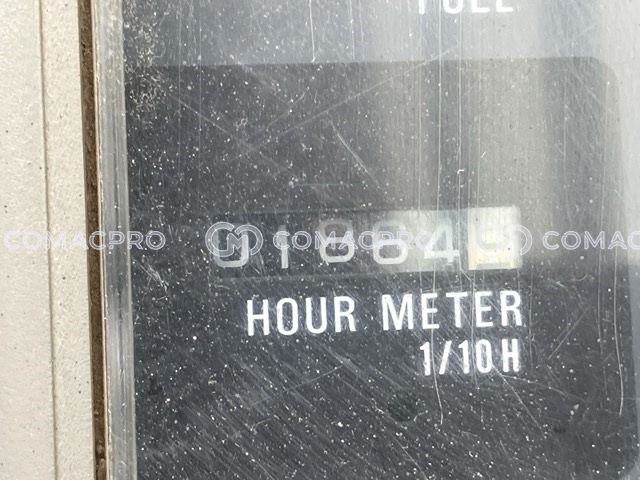 FULL
COMACPRO COMACPRO COMACPRO
HOUR METER
1/10H